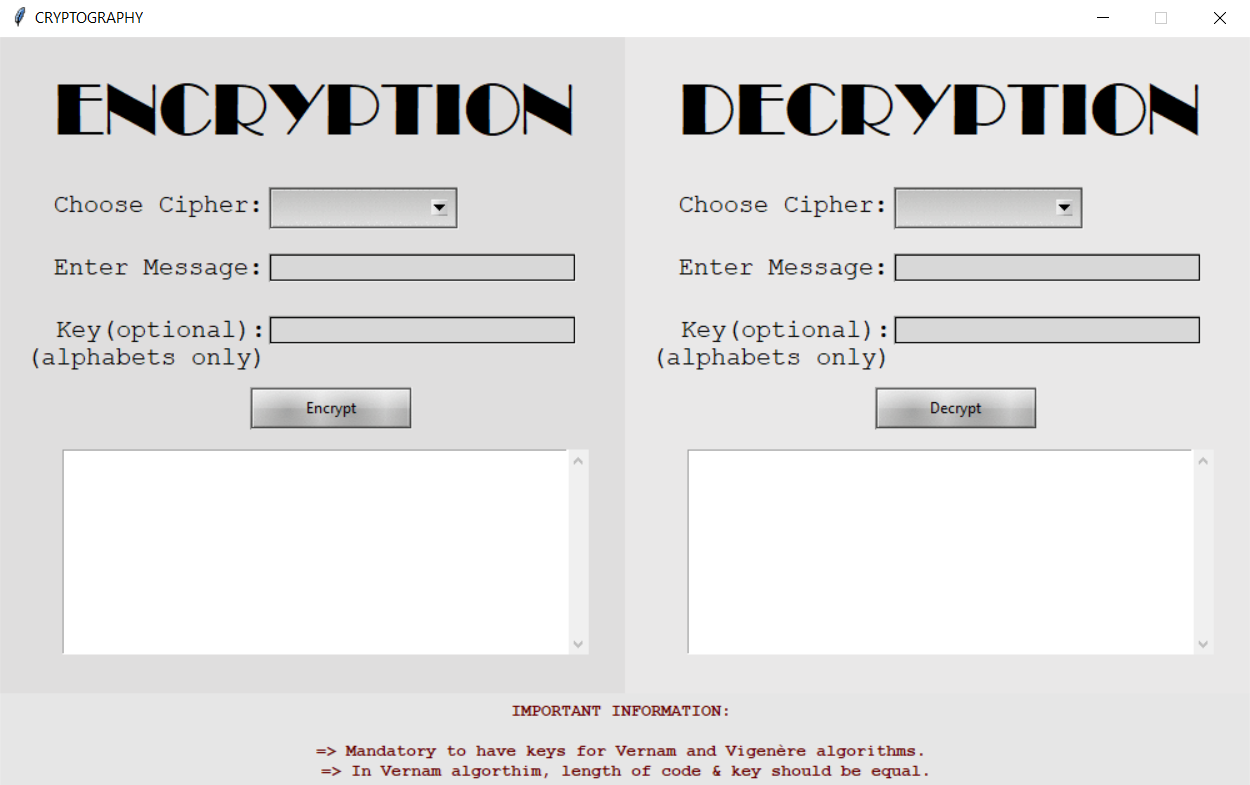 CRYPTOGRAPHY
ENCRYPTION
Choose Cipher:
Enter Message:
Key(optional):
(alphabets only)
Encrypt
DECRYPTION
Choose Cipher:
Enter Message:
Key(optional):
(alphabets only)
Decrypt
IMPORTANT INFORMATION:
=> Mandatory to have keys for Vernam and Vigenère algorithms.
=> In Vernam algorthim, length of code & key should be equal.